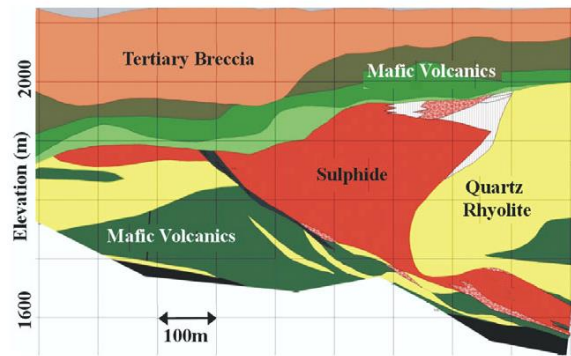 Tertiary Breccia
2000
Mafic Volcanics
Elevation (m)
Sulphide
Quartz
Rhyolite
Mafic Volcanics
1600
100m